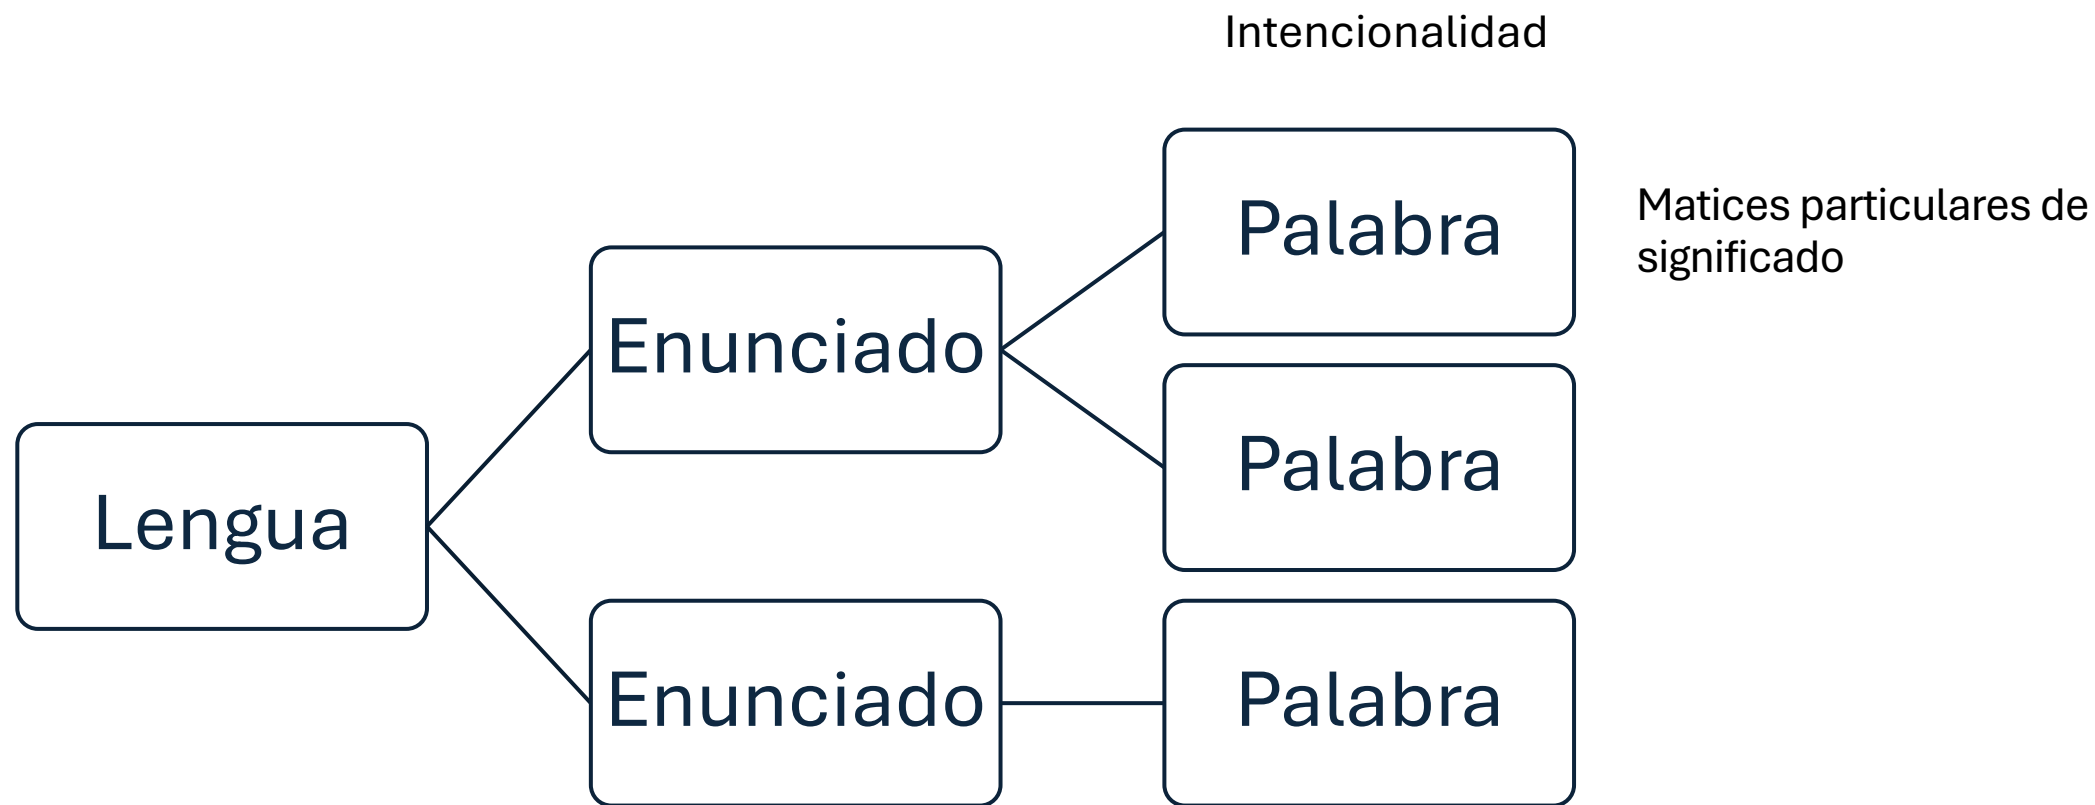 Intencionalidad
Palabra
Matices particulares de
significado
Enunciado
Palabra
Lengua
Enunciado
Palabra